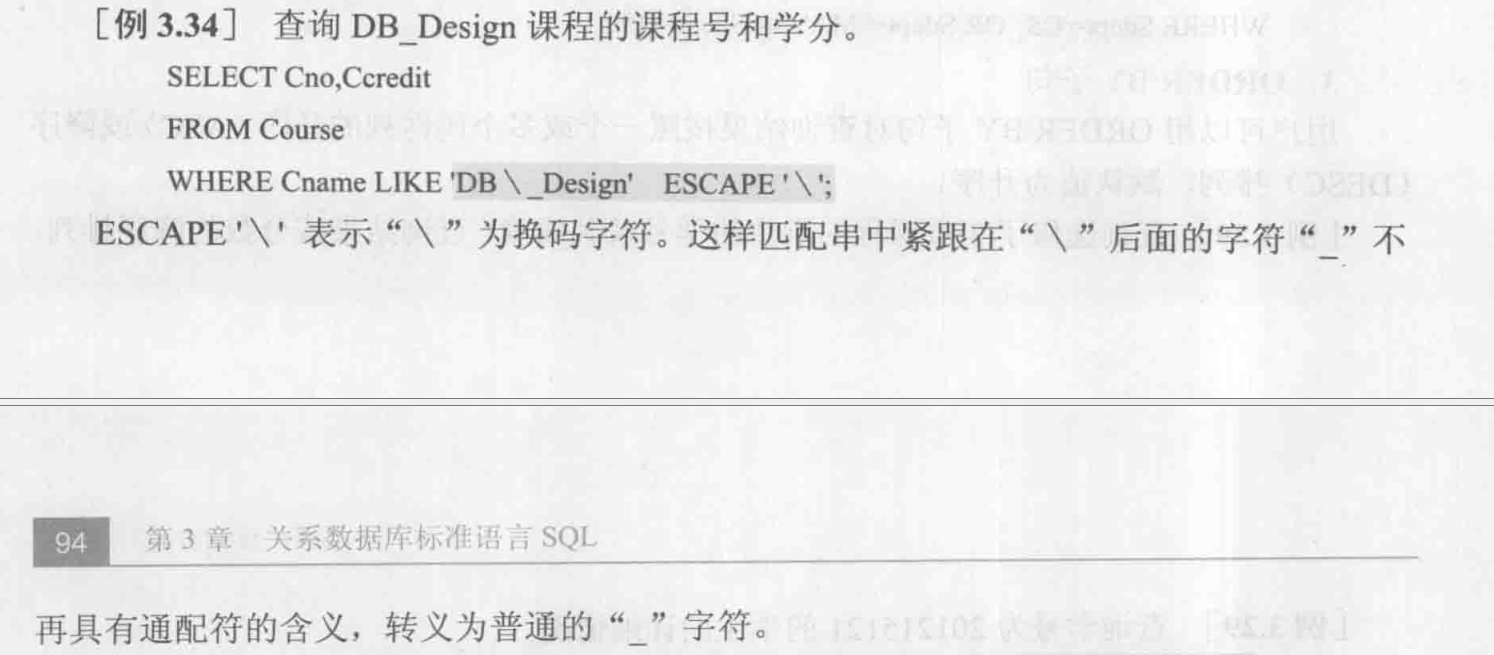 ［例 3.34］ 查询 DB_Design 课程的课程号和学分。
SELECT Cno,Ccredit
FROM Course
WHERE Cname LIKE 'DB\_Design' ESCAPE '\';
ESCAPE '\' 表示“\”为换码字符。这样匹配串中紧跟在“\”后面的字符“_”不
94 第 3 章 关系数据库标准语言 SQL
再具有通配符的含义，转义为普通的“_”字符。